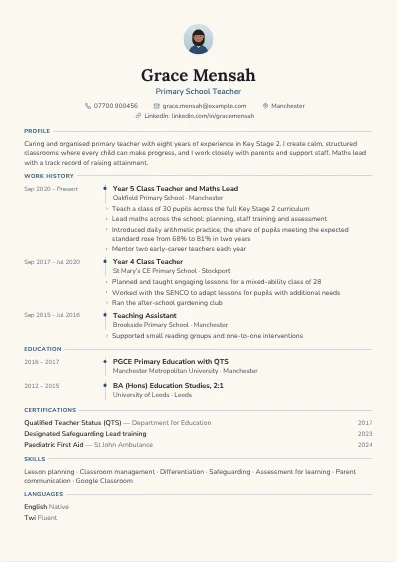 Grace Mensah
Primary School Teacher
07700 900456 grace.mensah@example.com Manchester
LinkedIn: linkedin.com/in/gracemensah
PROFILE
Caring and organised primary teacher with eight years of experience in Key Stage 2. I create calm, structured
classrooms where every child can make progress, and I work closely with parents and support staff. Maths lead
with a track record of raising attainment.
WORK HISTORY
Sep 2020 – Present Year 5 Class Teacher and Maths Lead
Oakfield Primary School · Manchester
Teach a class of 30 pupils across the full Key Stage 2 curriculum
Lead maths across the school: planning, staff training and assessment
Introduced daily arithmetic practice; the share of pupils meeting the expected
standard rose from 68% to 81% in two years
Mentor two early-career teachers each year
Sep 2017 – Jul 2020 Year 4 Class Teacher
St Mary's CE Primary School · Stockport
Planned and taught engaging lessons for a mixed-ability class of 28
Worked with the SENCO to adapt lessons for pupils with additional needs
Ran the after-school gardening club
Sep 2015 – Jul 2016 Teaching Assistant
Brookside Primary School · Manchester
Supported small reading groups and one-to-one interventions
EDUCATION
2016 – 2017 PGCE Primary Education with QTS
Manchester Metropolitan University · Manchester
2012 – 2015 BA (Hons) Education Studies, 2:1
University of Leeds · Leeds
CERTIFICATIONS
Qualified Teacher Status (QTS) — Department for Education 2017
Designated Safeguarding Lead training 2023
Paediatric First Aid — St John Ambulance 2024
SKILLS
Lesson planning · Classroom management · Differentiation · Safeguarding · Assessment for learning · Parent
communication · Google Classroom
LANGUAGES
English Native
Twi Fluent